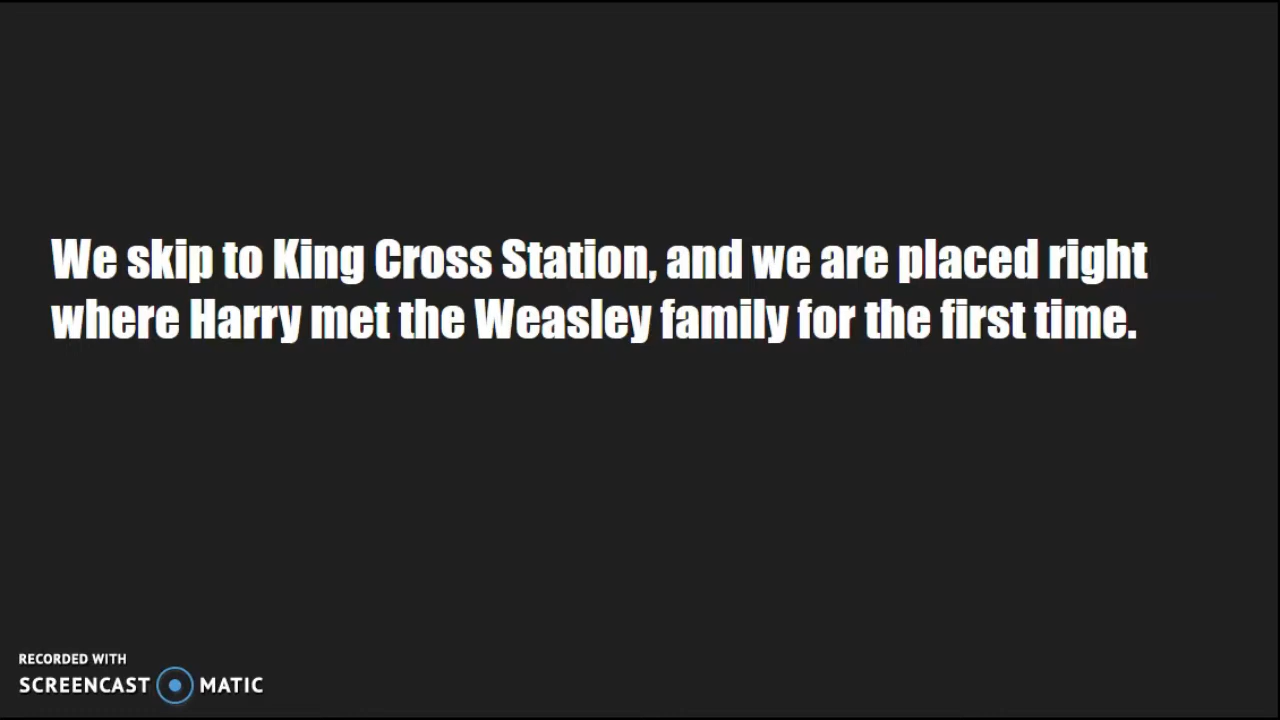 We skip to King Cross Station, and we are placed right
where Harry met the Weasley family for the first time.
RECORDED WITH
SCREENCAST MATIC